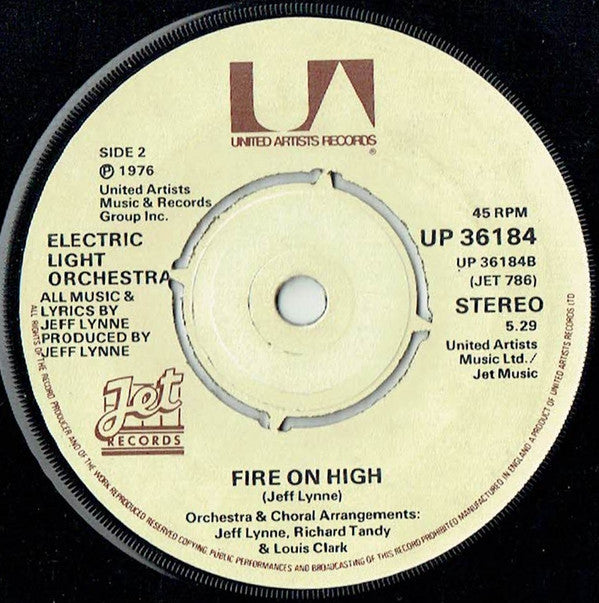 UA
UNITED ARTISTS RECORDS®
SIDE 2
℗ 1976
United Artists
Music & Records
Group Inc.
ELECTRIC
LIGHT
ORCHESTRA
ALL MUSIC &
LYRICS BY
JEFF LYNNE
PRODUCED BY
JEFF LYNNE
Jet
RECORDS
45 RPM
UP 36184
UP 36184B
(JET 786)
STEREO
5.29
United Artists
Music Ltd./
Jet Music
FIRE ON HIGH
(Jeff Lynne)
Orchestra & Choral Arrangements:
Jeff Lynne, Richard Tandy
& Louis Clark
ALL RIGHTS OF THE RECORD PRODUCER AND OF THE OWNER OF THE WORK REPRODUCED RESERVED COPYING, PUBLIC PERFORMANCES AND BROADCASTING OF THIS RECORD PROHIBITED MANUFACTURED IN ENGLAND A PRODUCT OF UNITED ARTISTS RECORDS LTD